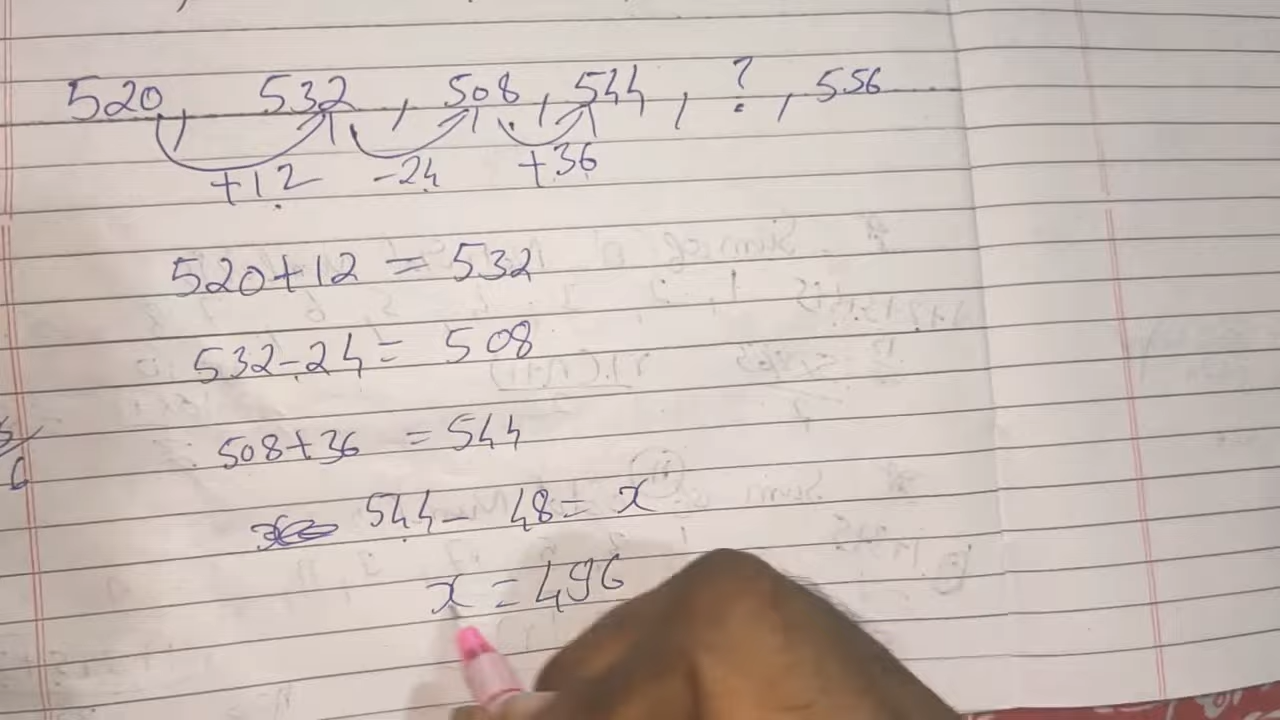 520, 532, 508, 544, ?, 556
+12 -24 +36
520+12 = 532
532-24= 508
508+36 = 544
544- 48= x
x = 496